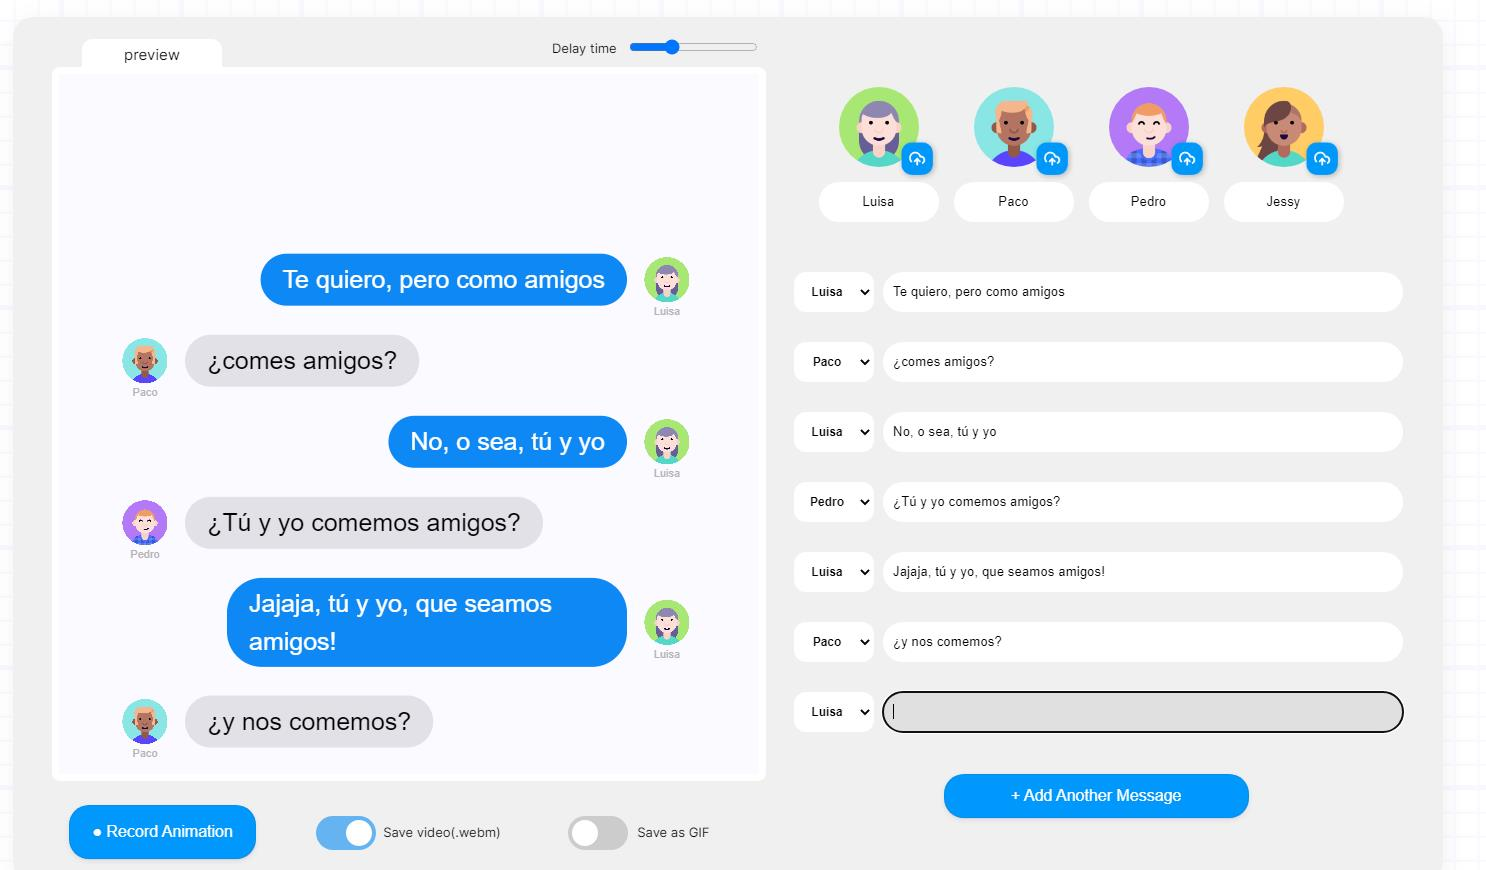 preview
Delay time
Te quiero, pero como amigos
Luisa
¿comes amigos?
Paco
No, o sea, tú y yo
Luisa
¿Tú y yo comemos amigos?
Pedro
Jajaja, tú y yo, que seamos
amigos!
Luisa
¿y nos comemos?
Paco
● Record Animation
Save video(.webm)
Save as GIF
Luisa
Paco
Pedro
Jessy
Luisa Te quiero, pero como amigos
Paco ¿comes amigos?
Luisa No, o sea, tú y yo
Pedro ¿Tú y yo comemos amigos?
Luisa Jajaja, tú y yo, que seamos amigos!
Paco ¿y nos comemos?
Luisa
+ Add Another Message